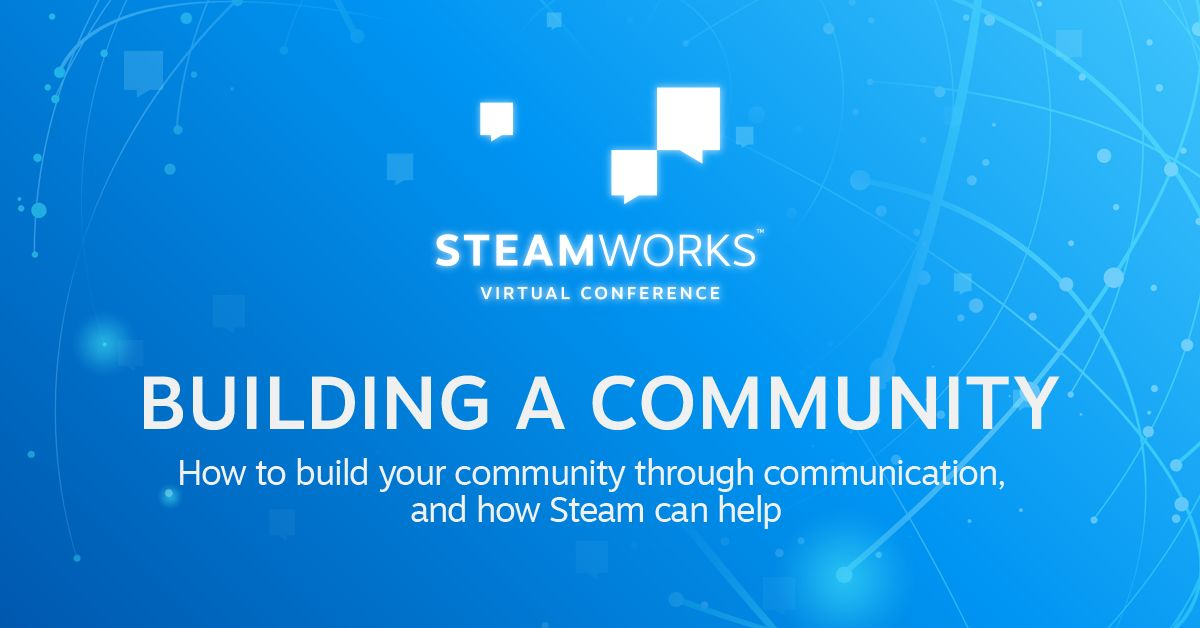 STEAMWORKS™
VIRTUAL CONFERENCE
BUILDING A COMMUNITY
How to build your community through communication,
and how Steam can help